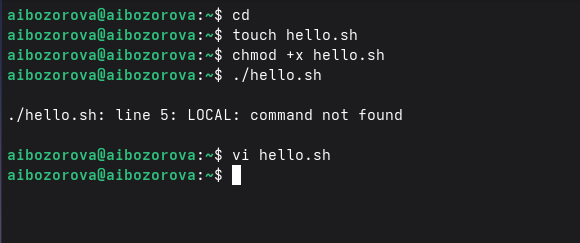 aibozorova@aibozorova:~$ cd
aibozorova@aibozorova:~$ touch hello.sh
aibozorova@aibozorova:~$ chmod +x hello.sh
aibozorova@aibozorova:~$ ./hello.sh
./hello.sh: line 5: LOCAL: command not found
aibozorova@aibozorova:~$ vi hello.sh
aibozorova@aibozorova:~$